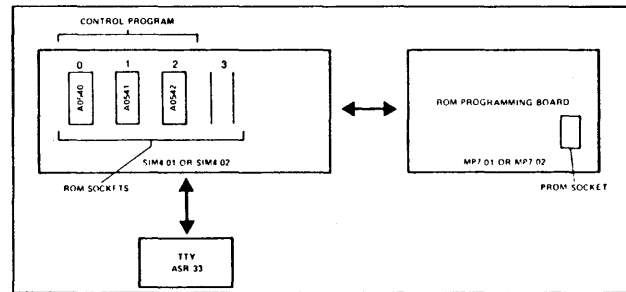 CONTROL PROGRAM
0 1 2 3
A0540 A0541 A0542
ROM SOCKETS
SIM4 01 OR SIM4 02
ROM PROGRAMMING BOARD
PROM SOCKET
MP7 01 OR MP7 02
TTY
ASR 33